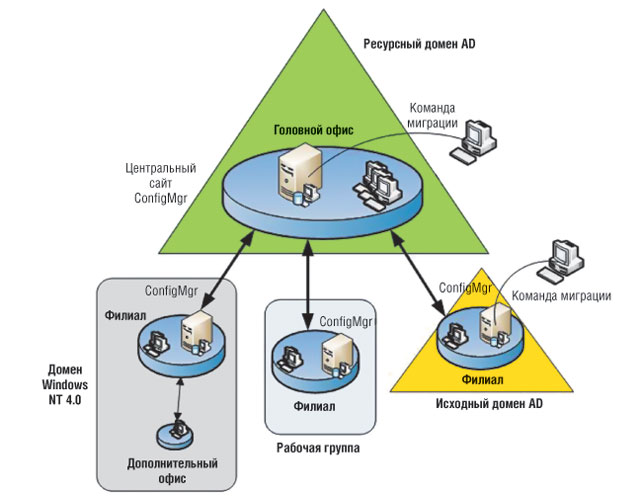 Ресурсный домен AD
Команда
миграции
Головной офис
Центральный
сайт
ConfigMgr
ConfigMgr
Филиал
Домен
Windows
NT 4.0
Дополнительный
офис
ConfigMgr
Филиал
Рабочая группа
ConfigMgr
Команда миграции
Филиал
Исходный домен AD